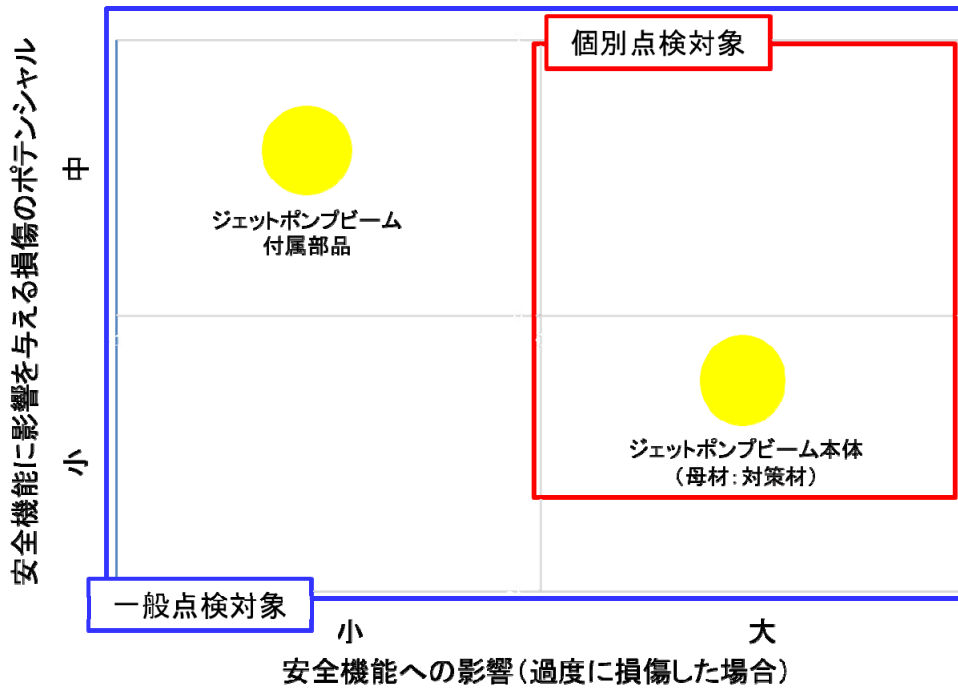 個別点検対象
安全機能に影響を与える損傷のポテンシャル
中
小
ジェットポンプビーム
付属部品
ジェットポンプビーム本体
（母材：対策材）
一般点検対象
小
大
安全機能への影響（過度に損傷した場合）